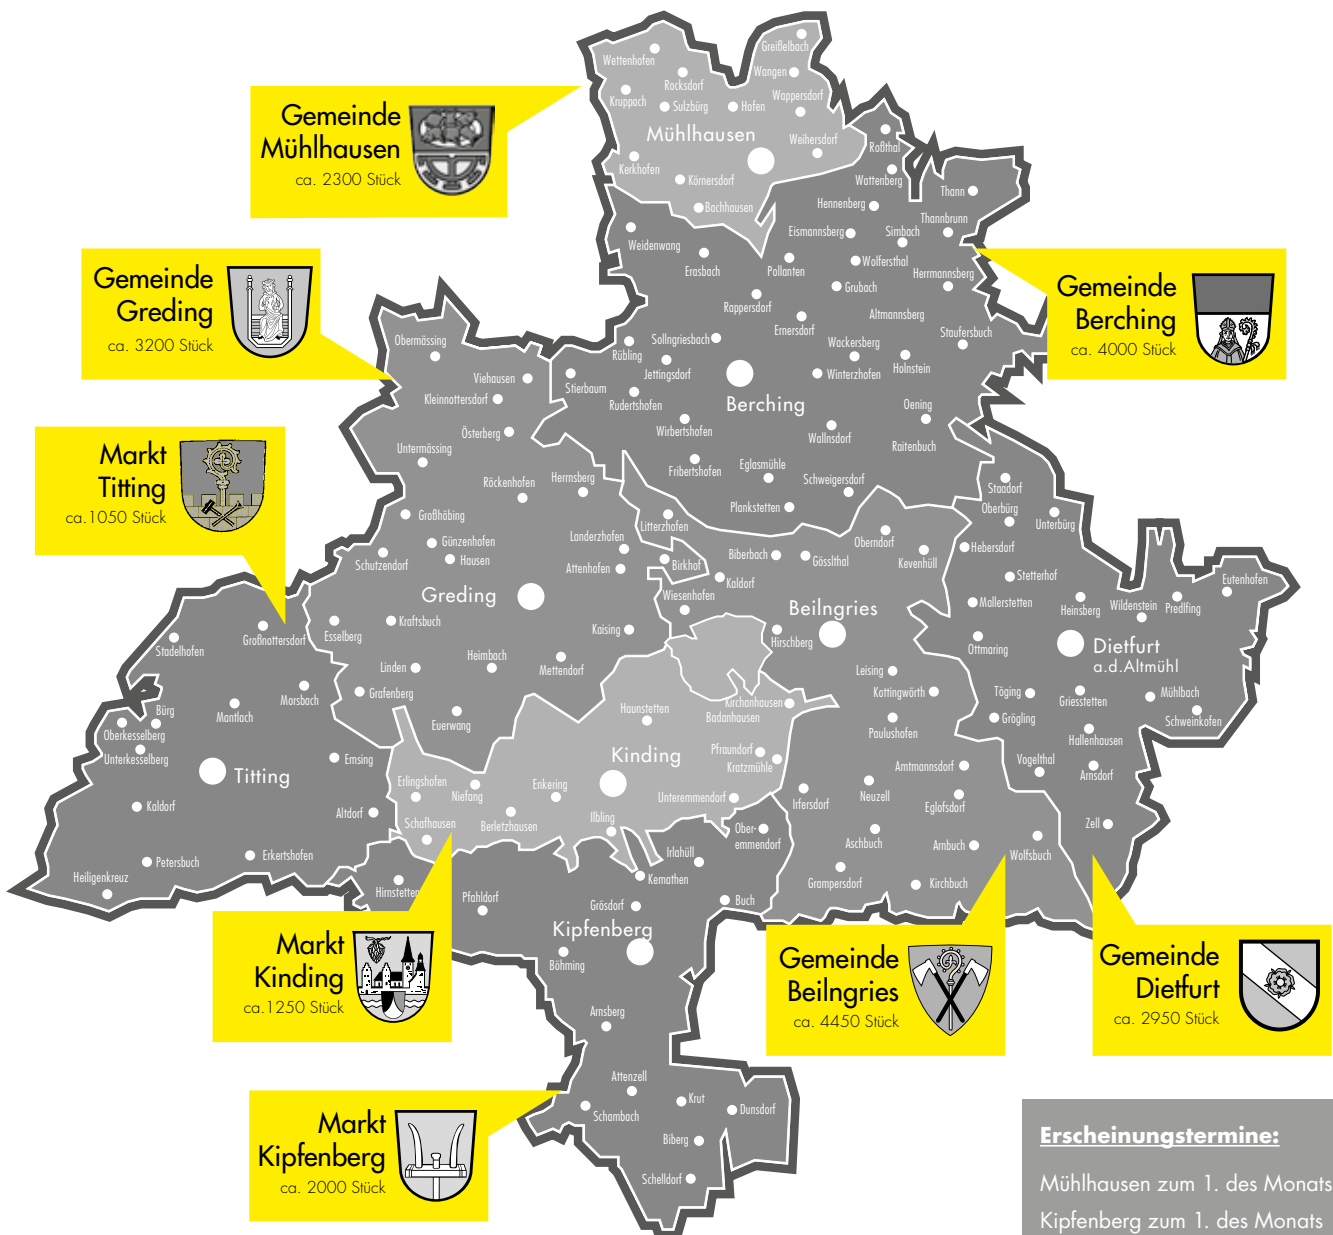 Gemeinde
Mühlhausen
ca. 2300 Stück
Gemeinde
Greding
ca. 3200 Stück
Markt
Titting
ca.1050 Stück
Gemeinde
Berching
ca. 4000 Stück
Markt
Kinding
ca.1250 Stück
Markt
Kipfenberg
ca. 2000 Stück
Gemeinde
Beilngries
ca. 4450 Stück
Gemeinde
Dietfurt
ca. 2950 Stück
Greißelbach
Wettenhofen
Wangen
Rocksdorf
Kruppach
Wappersdorf
Sulzbürg
Hofen
Mühlhausen
Weihersdorf
Kerkhofen
Körnersdorf
Bachhausen
Roßthal
Wattenberg
Thann
Hennenberg
Thannbrunn
Eismannsberg
Simbach
Weidenwang
Erasbach
Pollanten
Wolfersthal
Herrmannsberg
Grubach
Rappersdorf
Altmannsberg
Ernersdorf
Staufersbuch
Sollngriesbach
Wackersberg
Rübling
Holnstein
Jettingsdorf
Stierbaum
Winterzhofen
Rudertshofen
Berching
Oening
Wirbertshofen
Wallnsdorf
Raitenbuch
Fribertshofen
Eglasmühle
Schweigersdorf
Plankstetten
Obermässing
Viehausen
Kleinnottersdorf
Österberg
Untermässing
Röckenhofen
Herrnsberg
Großhöbing
Landerzhofen
Günzenhofen
Hausen
Schutzendorf
Attenhofen
Greding
Kraftsbuch
Esselberg
Kaising
Heimbach
Mettendorf
Linden
Grafenberg
Euerwang
Litterzhofen
Birkhof
Biberbach
Gösslthal
Oberndorf
Kevenhüll
Kaldorf
Wiesenhofen
Beilngries
Hirschberg
Leising
Kottingwörth
Paulushofen
Amtmannsdorf
Neuzell
Irfersdorf
Eglofsdorf
Aschbuch
Arnbuch
Wolfsbuch
Grampersdorf
Kirchbuch
Staadorf
Oberbürg
Unterbürg
Hebersdorf
Stetterhof
Eutenhofen
Mallerstetten
Heinsberg
Wildenstein
Predlfing
Ottmaring
Dietfurt
a.d.Altmühl
Töging
Griesstetten
Mühlbach
Grögling
Schweinkofen
Hallenhausen
Vogelthal
Arnsdorf
Zell
Großnottersdorf
Stadelhofen
Morsbach
Mantlach
Bürg
Oberkesselberg
Unterkesselberg
Emsing
Titting
Kaldorf
Altdorf
Petersbuch
Erkertshofen
Heiligenkreuz
Kirchanhausen
Haunstetten
Badanhausen
Kinding
Pfraundorf
Kratzmühle
Erlingshofen
Niefang
Enkering
Unteremmendorf
Schafhausen
Berletzhausen
Ilbling
Ober-
emmendorf
Irlahüll
Kemathen
Hirnstetten
Pfahldorf
Grösdorf
Buch
Kipfenberg
Böhming
Arnsberg
Attenzell
Schambach
Krut
Dunsdorf
Biberg
Schelldorf
Erscheinungstermine:
Mühlhausen zum 1. des Monats
Kipfenberg zum 1. des Monats